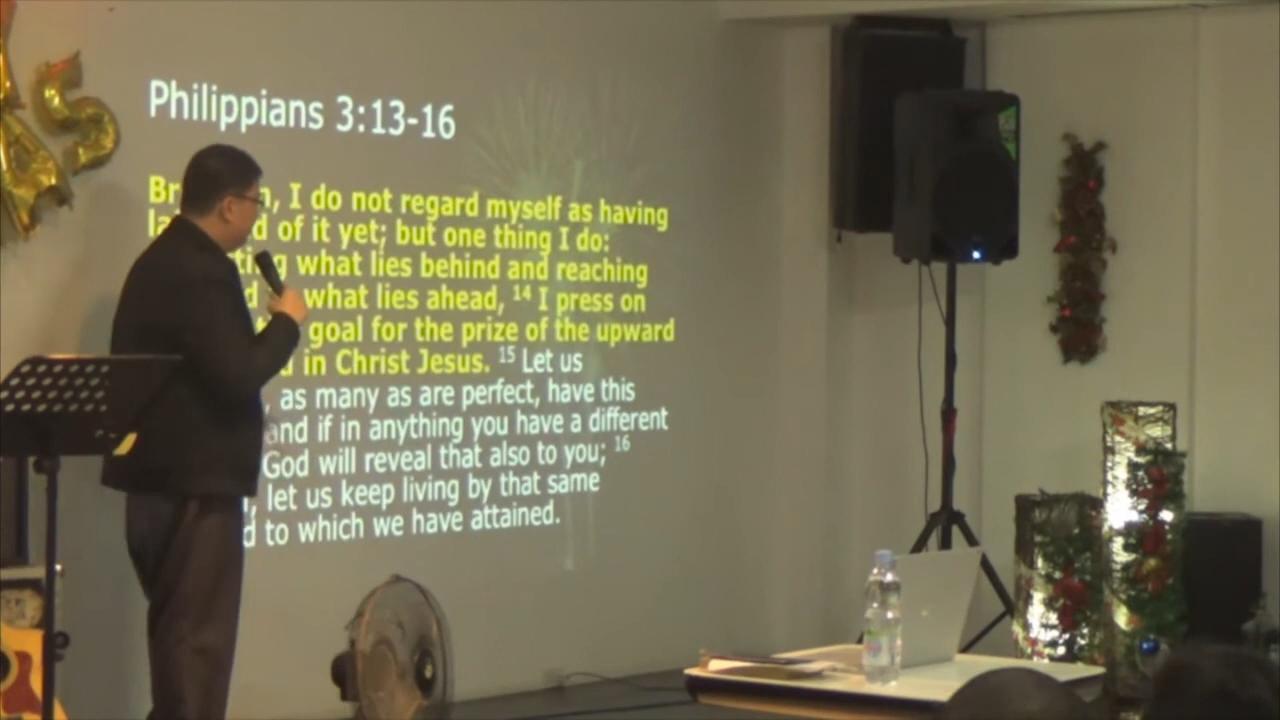 Philippians 3:13-16
I do not regard myself as having
of it yet; but one thing I do:
what lies behind and reaching
what lies ahead, 14 I press on
goal for the prize of the upward
in Christ Jesus. 15 Let us
, as many as are perfect, have this
and if in anything you have a different
God will reveal that also to you; 16
, let us keep living by that same
to which we have attained.